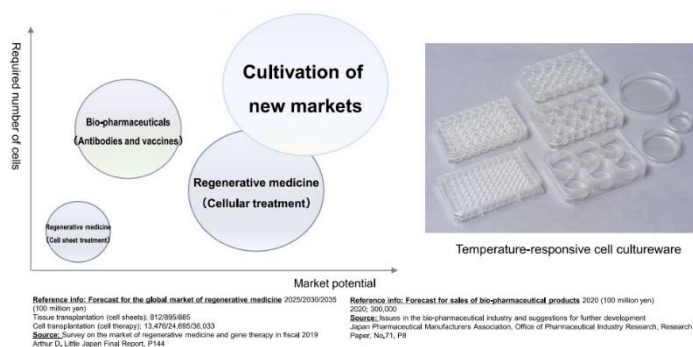 Required number of cells
Cultivation of
new markets
Bio-pharmaceuticals
(Antibodies and vaccines)
Regenerative medicine
(Cellular treatment)
Regenerative medicine
(Cell sheet treatment)
Market potential
Temperature-responsive cell cultureware
Reference info: Forecast for the global market of regenerative medicine 2025/2030/2035
(100 million yen)
Tissue transplantation (cell sheets); 812/895/885
Cell transplantation (cell therapy); 13,476/24,695/36,033
Source: Survey on the market of regenerative medicine and gene therapy in fiscal 2019
Arthur D. Little Japan Final Report, P144
Reference info: Forecast for sales of bio-pharmaceutical products 2020 (100 million yen)
2020; 300,000
Source: Issues in the bio-pharmaceutical industry and suggestions for further development
Japan Pharmaceutical Manufacturers Association, Office of Pharmaceutical Industry Research, Research
Paper, No,71, P8